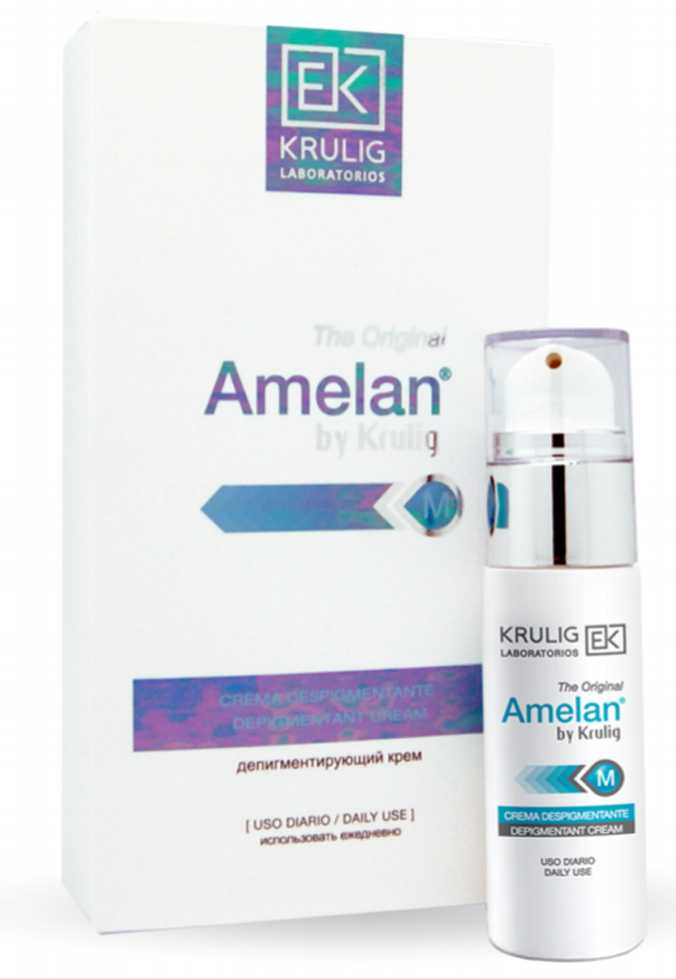 EK
KRULIG
LABORATORIOS
The Original
Amelan®
by Krulig
M
CREMA DESPIGMENTANTE
DEPIGMENTANT CREAM
депигментирующий крем
[ USO DIARIO / DAILY USE ]
использовать ежедневно
KRULIG EK
LABORATORIOS
The Original
Amelan®
by Krulig
M
CREMA DESPIGMENTANTE
DEPIGMENTANT CREAM
USO DIARIO
DAILY USE